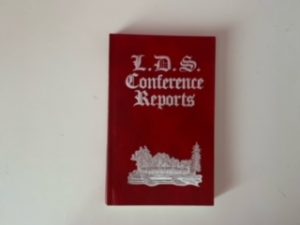 L. D. S.
Conference
Reports